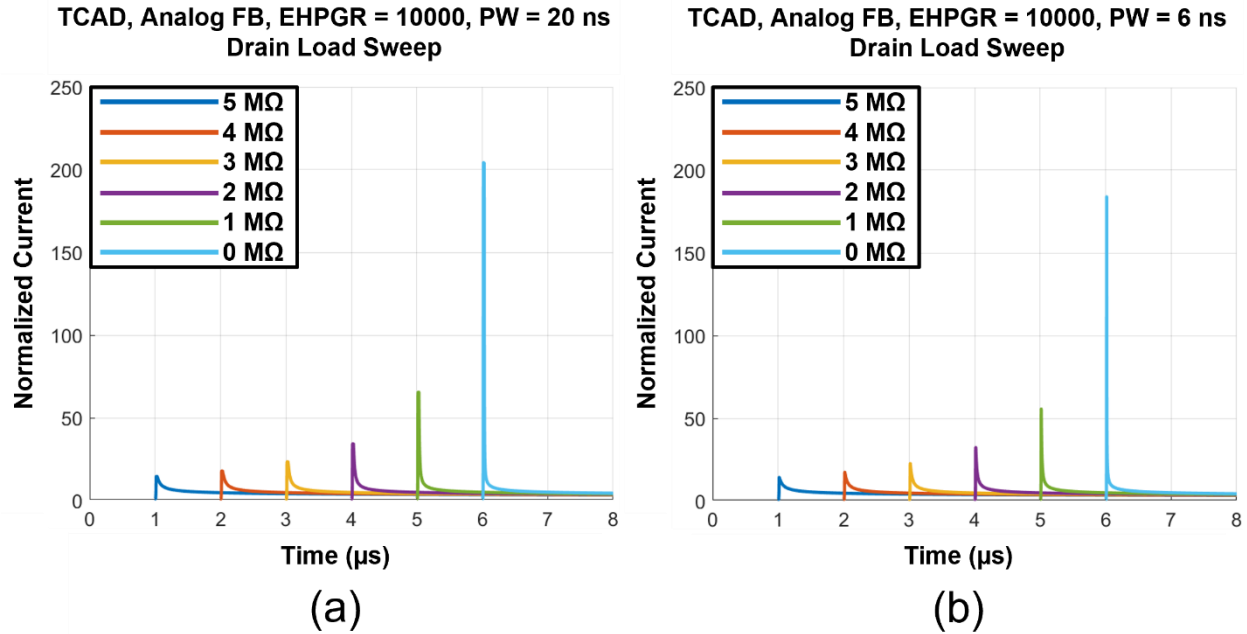 TCAD, Analog FB, EHPGR = 10000, PW = 20 ns
Drain Load Sweep
250
200
150
100
50
0
Normalized Current
5 MΩ
4 MΩ
3 MΩ
2 MΩ
1 MΩ
0 MΩ
0 1 2 3 4 5 6 7 8
Time (µs)
(a)
TCAD, Analog FB, EHPGR = 10000, PW = 6 ns
Drain Load Sweep
250
200
150
100
50
0
Normalized Current
5 MΩ
4 MΩ
3 MΩ
2 MΩ
1 MΩ
0 MΩ
0 1 2 3 4 5 6 7 8
Time (µs)
(b)